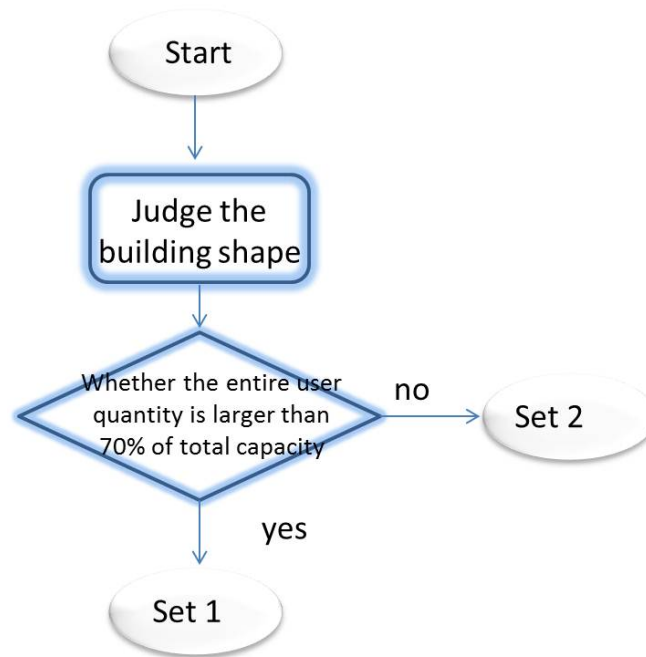 Start
Judge the
building shape
Whether the entire user
quantity is larger than
70% of total capacity
no
Set 2
yes
Set 1